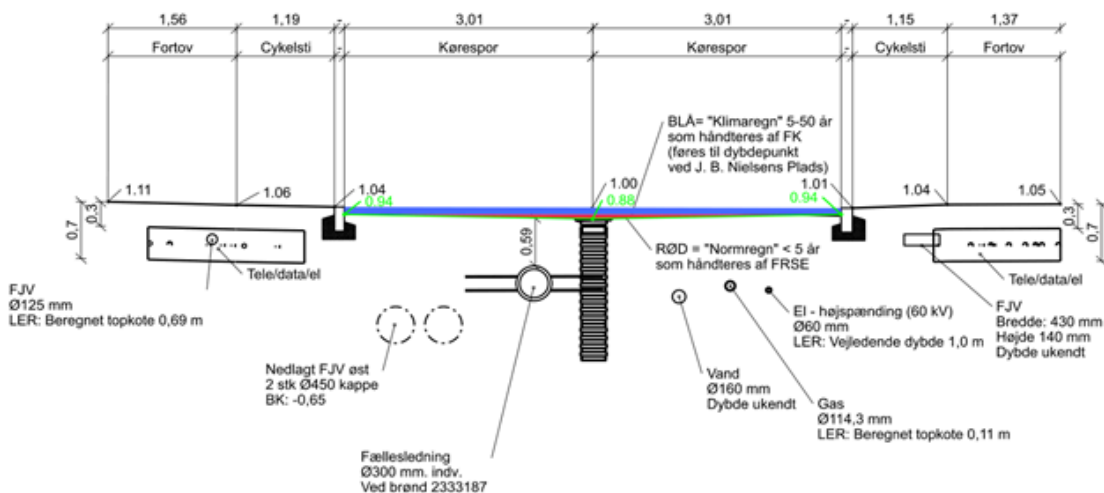 1,56
1,19
-
3,01
3,01
-
1,15
1,37
Fortov
Cykelsti
-
Kørespor
Kørespor
-
Cykelsti
Fortov
BLÅ= "Klimaregn" 5-50 år
som håndteres af FK
(føres til dybdepunkt
ved J. B. Nielsens Plads)
1.11
1.06
1.04
0.94
1.00
0.88
1.01
0.94
1.04
1.05
0,7
0,3
0,59
0,3
0,7
RØD = "Normregn" < 5 år
som håndteres af FRSE
Tele/data/el
Tele/data/el
FJV
Ø125 mm
LER: Beregnet topkote 0,69 m
El - højspænding (60 kV)
Ø60 mm
LER: Vejledende dybde 1,0 m
FJV
Bredde: 430 mm
Højde 140 mm
Dybde ukendt
Nedlagt FJV øst
2 stk Ø450 kappe
BK: -0,65
Vand
Ø160 mm
Dybde ukendt
Gas
Ø114,3 mm
LER: Beregnet topkote 0,11 m
Fællesledning
Ø300 mm. indv.
Ved brønd 2333187